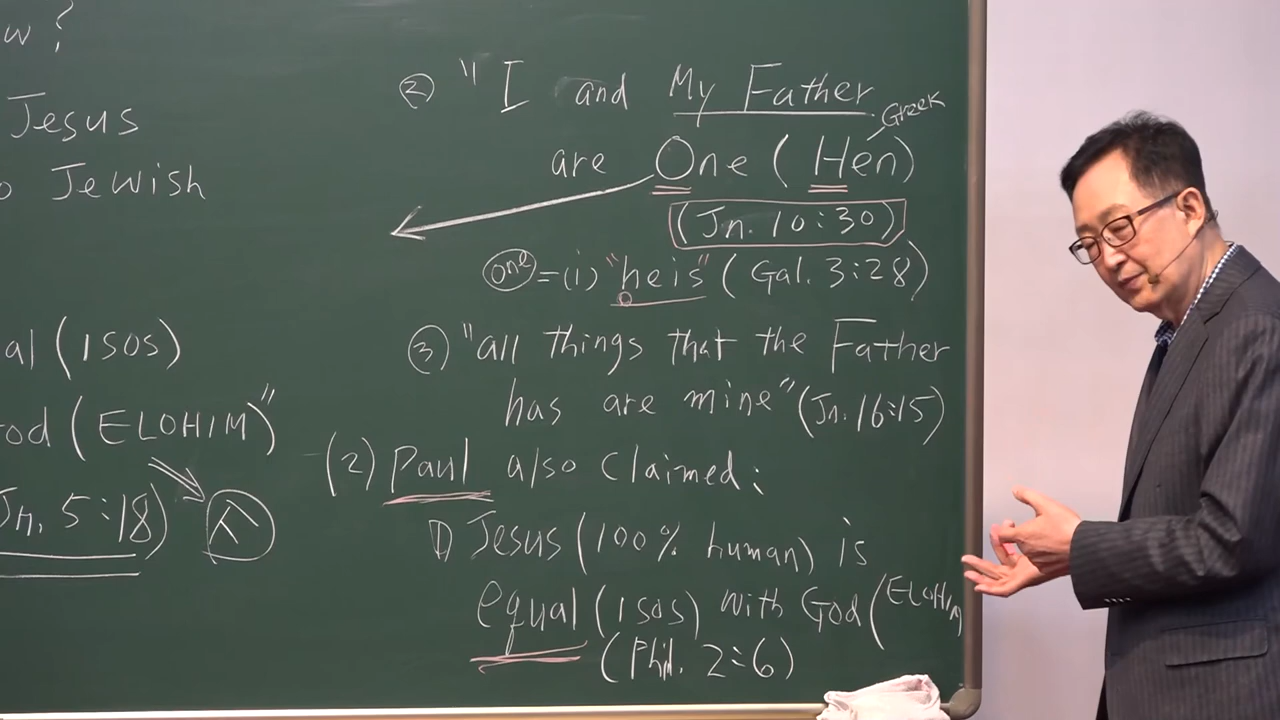 w?
Jesus
o Jewish
al (isos)
od (ELOHIM)"
Jn. 5:18)
② "I and My Father
Greek
are One (Hen)
(Jn. 10:30)
one = (i) "heis" (Gal. 3:28)
③ "all things that the Father
has are mine" (Jn. 16:15)
(2) Paul also claimed:
① Jesus (100% human) is
equal (isos) with God (ELOHIM
(Phil. 2:6)